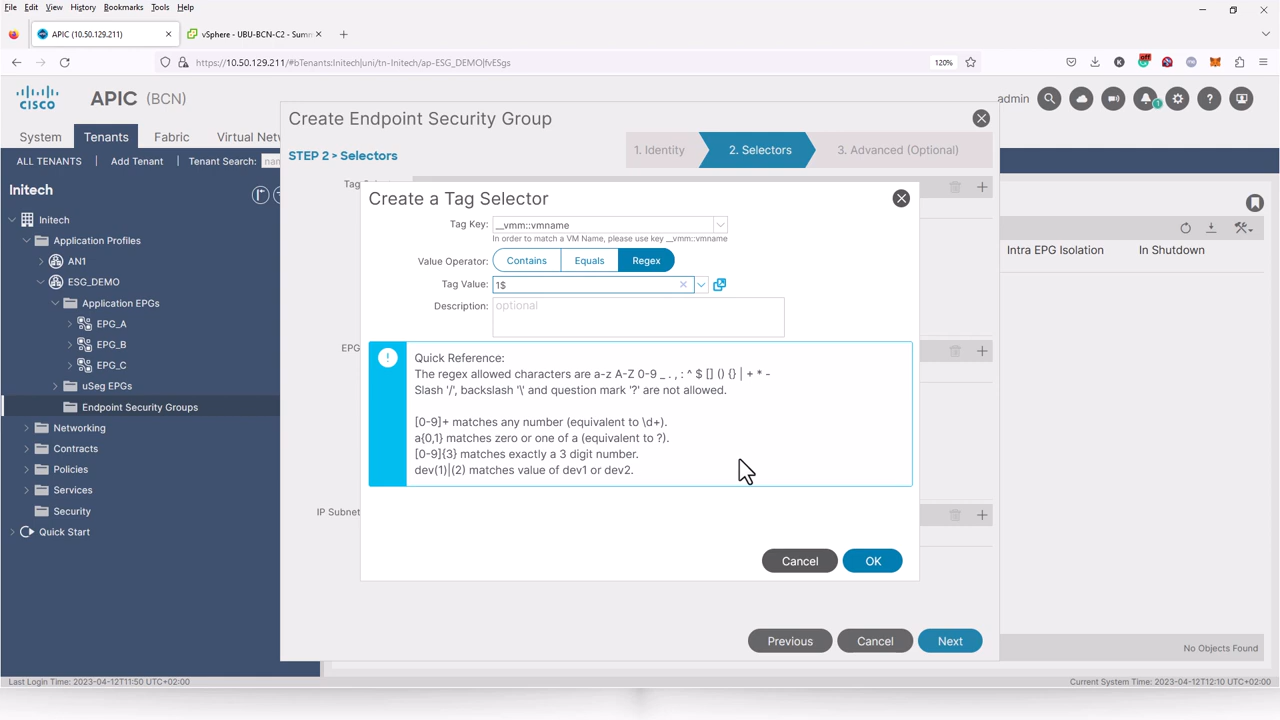 File Edit View History Bookmarks Tools Help
APIC (10.50.129.211)
vSphere - UBU-BCN-C2 - Sum
https://10.50.129.211/#bTenants:Initech|uni/tn-Initech/ap-ESG_DEMO|fvESgs
120%
off
CISCO
APIC (BCN)
admin
1
System Tenants Fabric Virtual Net
ALL TENANTS | Add Tenant | Tenant Search:
Initech
Initech
Application Profiles
AN1
ESG_DEMO
Application EPGs
EPG_A
EPG_B
EPG_C
uSeg EPGs
Endpoint Security Groups
Networking
Contracts
Policies
Services
Security
Quick Start
Create Endpoint Security Group
STEP 2 > Selectors
1. Identity 2. Selectors 3. Advanced (Optional)
EPG
IP Subnet
Create a Tag Selector
Tag Key: __vmm::vmname
In order to match a VM Name, please use key __vmm::vmname
Value Operator: Contains Equals Regex
Tag Value: 1$
Description: optional
Quick Reference:
The regex allowed characters are a-z A-Z 0-9 _ . , : ^ $ [] () {} | + * -
Slash '/', backslash '\' and question mark '?' are not allowed.
[0-9]+ matches any number (equivalent to \d+).
a{0,1} matches zero or one of a (equivalent to ?).
[0-9]{3} matches exactly a 3 digit number.
dev(1)|(2) matches value of dev1 or dev2.
Cancel OK
Previous Cancel Next
Intra EPG Isolation In Shutdown
No Objects Found
Last Login Time: 2023-04-12T11:50 UTC+02:00
Current System Time: 2023-04-12T12:10 UTC+02:00